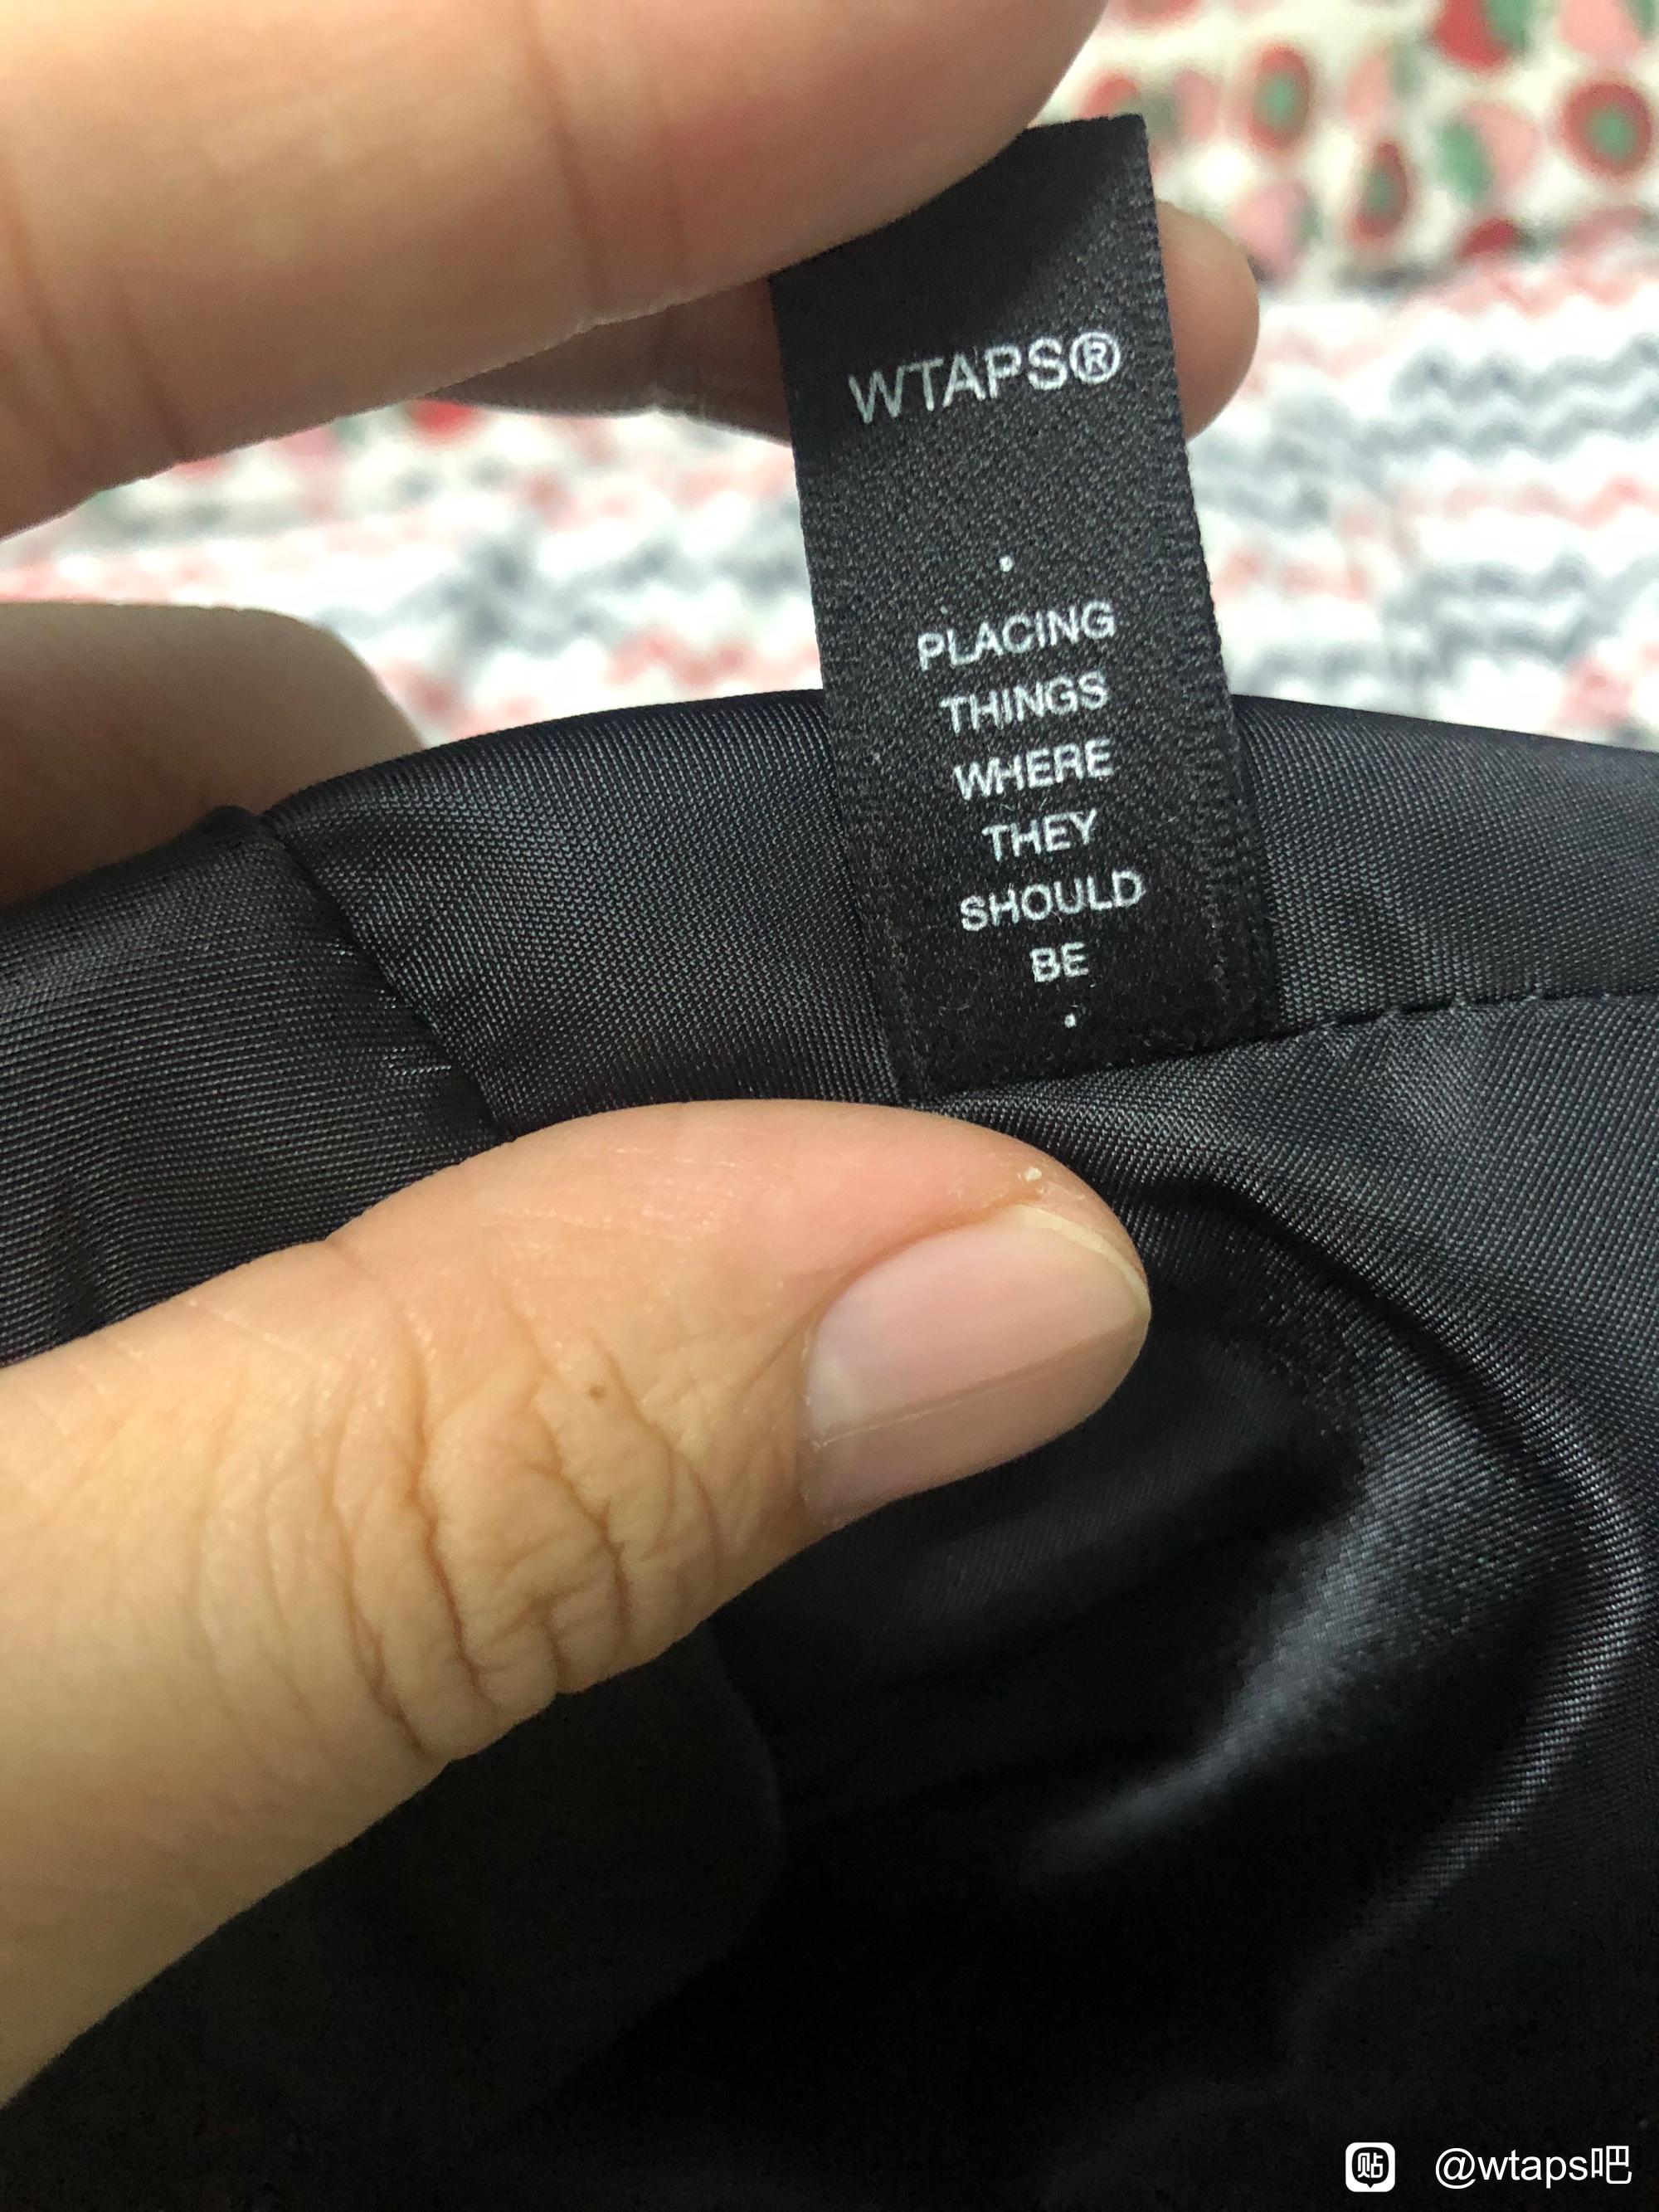 WTAPS®
PLACING
THINGS
WHERE
THEY
SHOULD
BE
贴 @wtaps吧